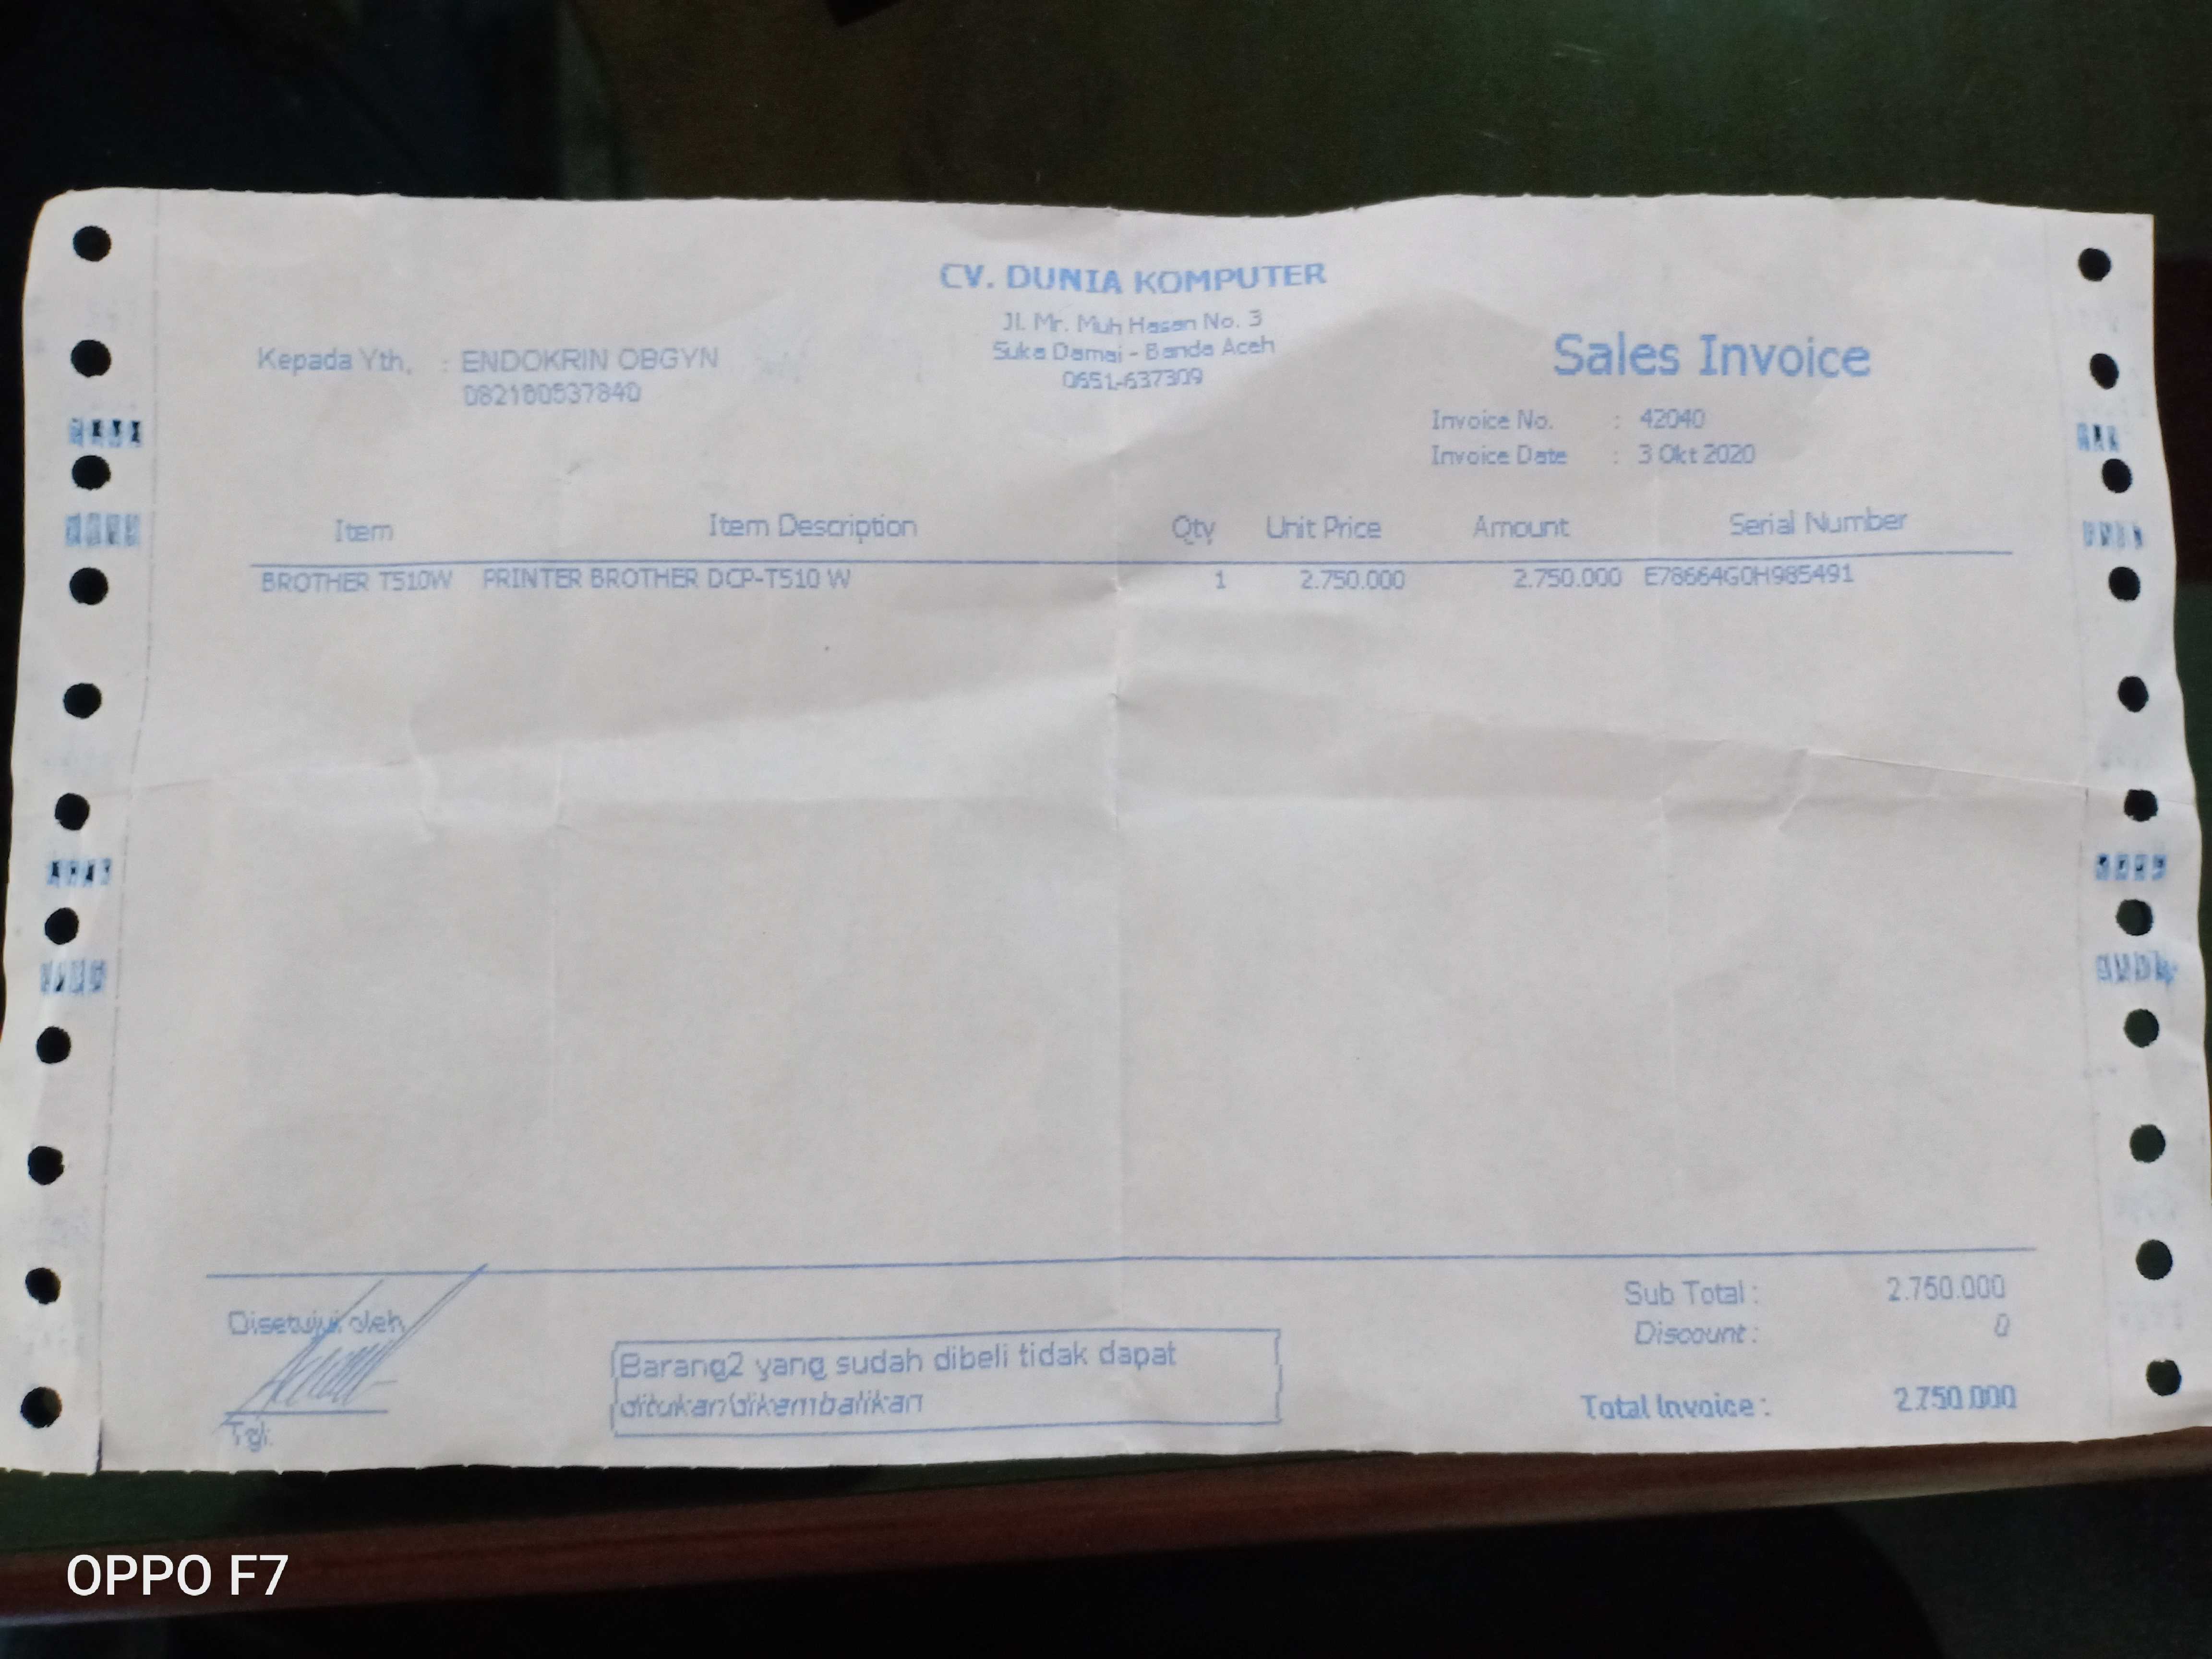 CV. DUNIA KOMPUTER
Jl. Mr. Muh Hasan No. 3
Suka Damai - Banda Aceh
0651-637309
Kepada Yth. : ENDOKRIN OBGYN
082180537840
Sales Invoice
Invoice No. : 42040
Invoice Date : 3 Okt 2020
Item Item Description Qty Unit Price Amount Serial Number
BROTHER T510W PRINTER BROTHER DCP-T510 W 1 2.750.000 2.750.000 E78664G0H985491
Disetujui oleh
Tgl:
Barang2 yang sudah dibeli tidak dapat
ditukar/dikembalikan
Sub Total : 2.750.000
Discount : 0
Total Invoice : 2.750.000
OPPO F7